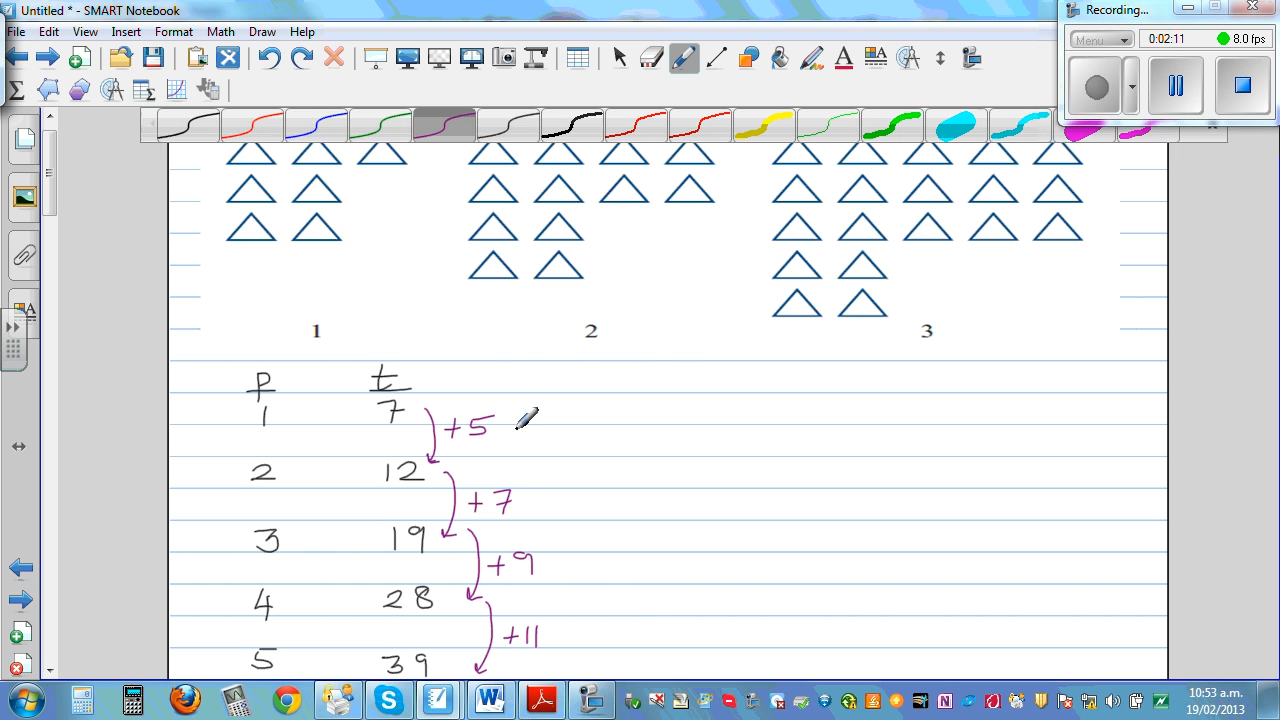 Untitled * - SMART Notebook
Recording...
File Edit View Insert Format Math Draw Help
Menu
0:02:11
8.0 fps
1 2 3
p t
1 7
+5
2 12
+7
3 19
+9
4 28
+11
5 39
10:53 a.m.
19/02/2013